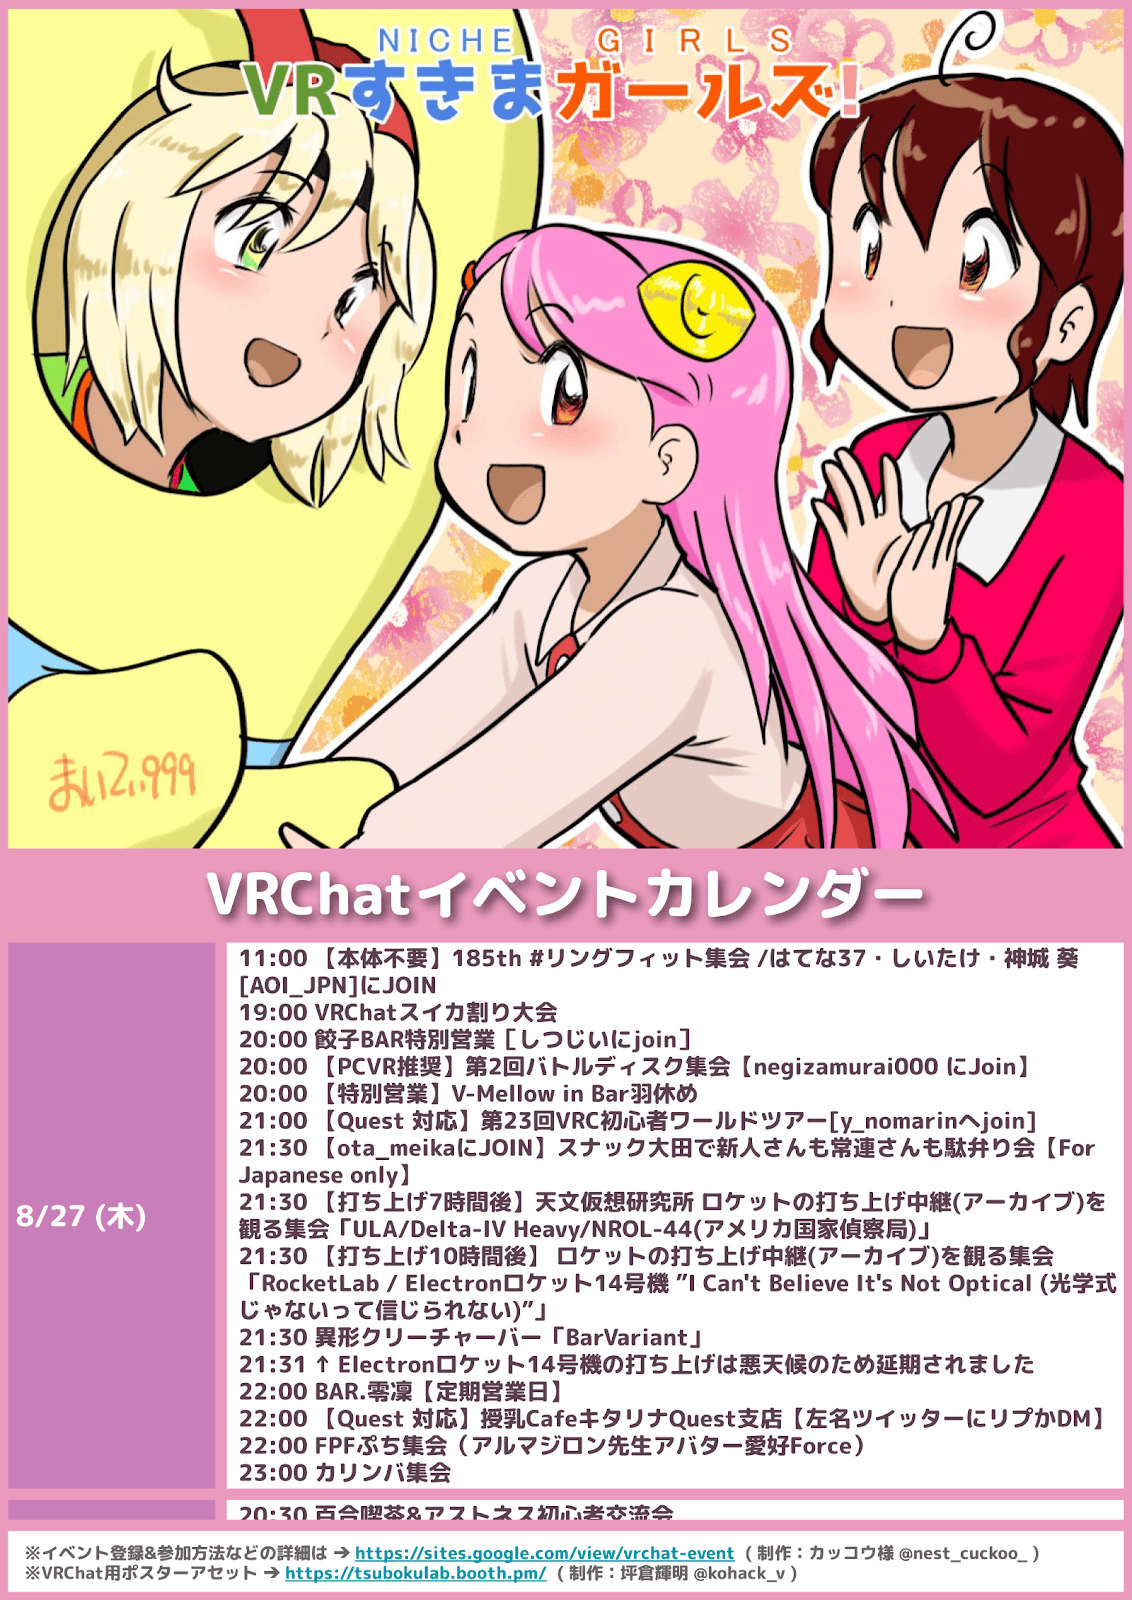 NICHE GIRLS
VRすきまガールズ!
まいてぃ999
VRChatイベントカレンダー
8/27 (木)
11:00 【本体不要】185th #リングフィット集会 /はてな37・しいたけ・神城 葵
[AOI_JPN]にJOIN
19:00 VRChatスイカ割り大会
20:00 餃子BAR特別営業［しつじいにjoin］
20:00 【PCVR推奨】第2回バトルディスク集会【negizamurai000 にJoin】
20:00 【特別営業】V-Mellow in Bar羽休め
21:00 【Quest 対応】第23回VRC初心者ワールドツアー[y_nomarinへjoin]
21:30 【ota_meikaにJOIN】スナック大田で新人さんも常連さんも駄弁り会【For
Japanese only】
21:30 【打ち上げ7時間後】天文仮想研究所 ロケットの打ち上げ中継(アーカイブ)を
観る集会「ULA/Delta-IV Heavy/NROL-44(アメリカ国家偵察局)」
21:30 【打ち上げ10時間後】 ロケットの打ち上げ中継(アーカイブ)を観る集会
「RocketLab / Electronロケット14号機 ”I Can't Believe It's Not Optical (光学式
じゃないって信じられない)”」
21:30 異形クリーチャーバー「BarVariant」
21:31 ↑ Electronロケット14号機の打ち上げは悪天候のため延期されました
22:00 BAR.零凜【定期営業日】
22:00 【Quest 対応】授乳CafeキタリナQuest支店【左名ツイッターにリプかDM】
22:00 FPFぷち集会（アルマジロン先生アバター愛好Force）
23:00 カリンバ集会
20:30 百合喫茶&アストネス初心者交流会
※イベント登録&参加方法などの詳細は → https://sites.google.com/view/vrchat-event （ 制作：カッコウ様 @nest_cuckoo_ ）
※VRChat用ポスターアセット → https://tsubokulab.booth.pm/ （ 制作：坪倉輝明 @kohack_v ）